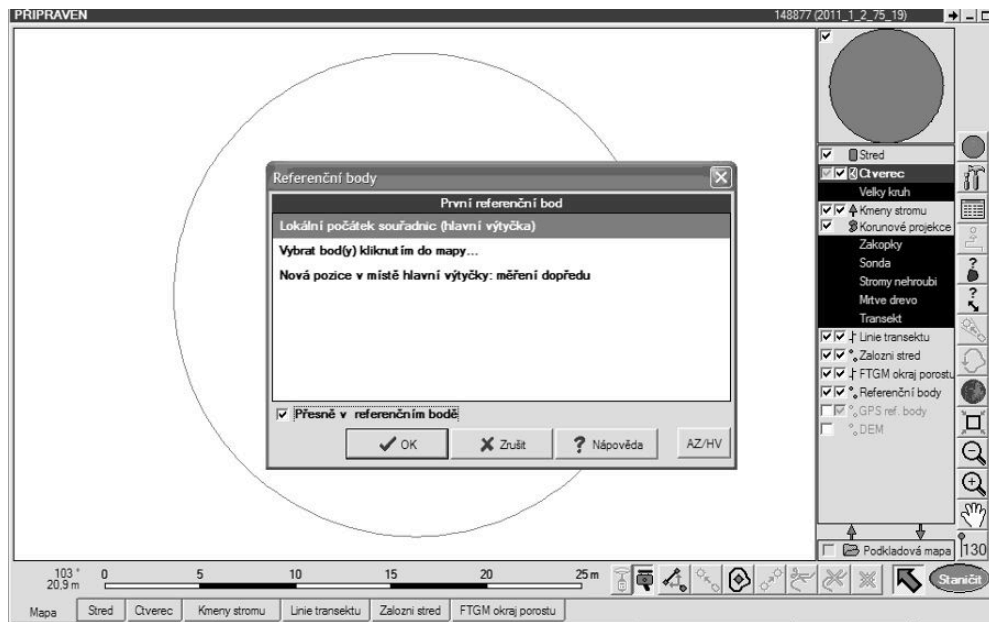 PŘIPRAVEN
148877 (2011_1_2_75_19)
Referenční body
První referenční bod
Lokální počátek souřadnic (hlavní výtyčka)
Vybrat bod(y) kliknutím do mapy...
Nová pozice v místě hlavní výtyčky: měření dopředu
Přesně v referenčním bodě
OK
Zrušit
? Nápověda
AZ/HV
Stred
Ctverec
Velky kruh
Kmeny stromu
Korunové projekce
Zakopky
Sonda
Stromy nehroubi
Mrtve drevo
Transekt
Linie transektu
Zalozni stred
FTGM okraj porostu
Referenční body
GPS ref. body
DEM
Podkladová mapa
130
103 °
20,9 m
0 5 10 15 20 25 m
Staničit
Mapa Stred Ctverec Kmeny stromu Linie transektu Zalozni stred FTGM okraj porostu